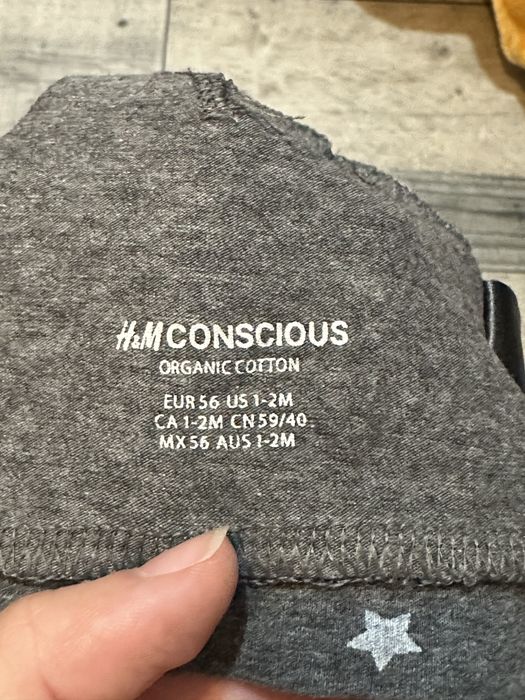 H&M CONSCIOUS
ORGANIC COTTON
EUR 56 US 1-2M
CA 1-2M CN 59/40
MX 56 AUS 1-2M